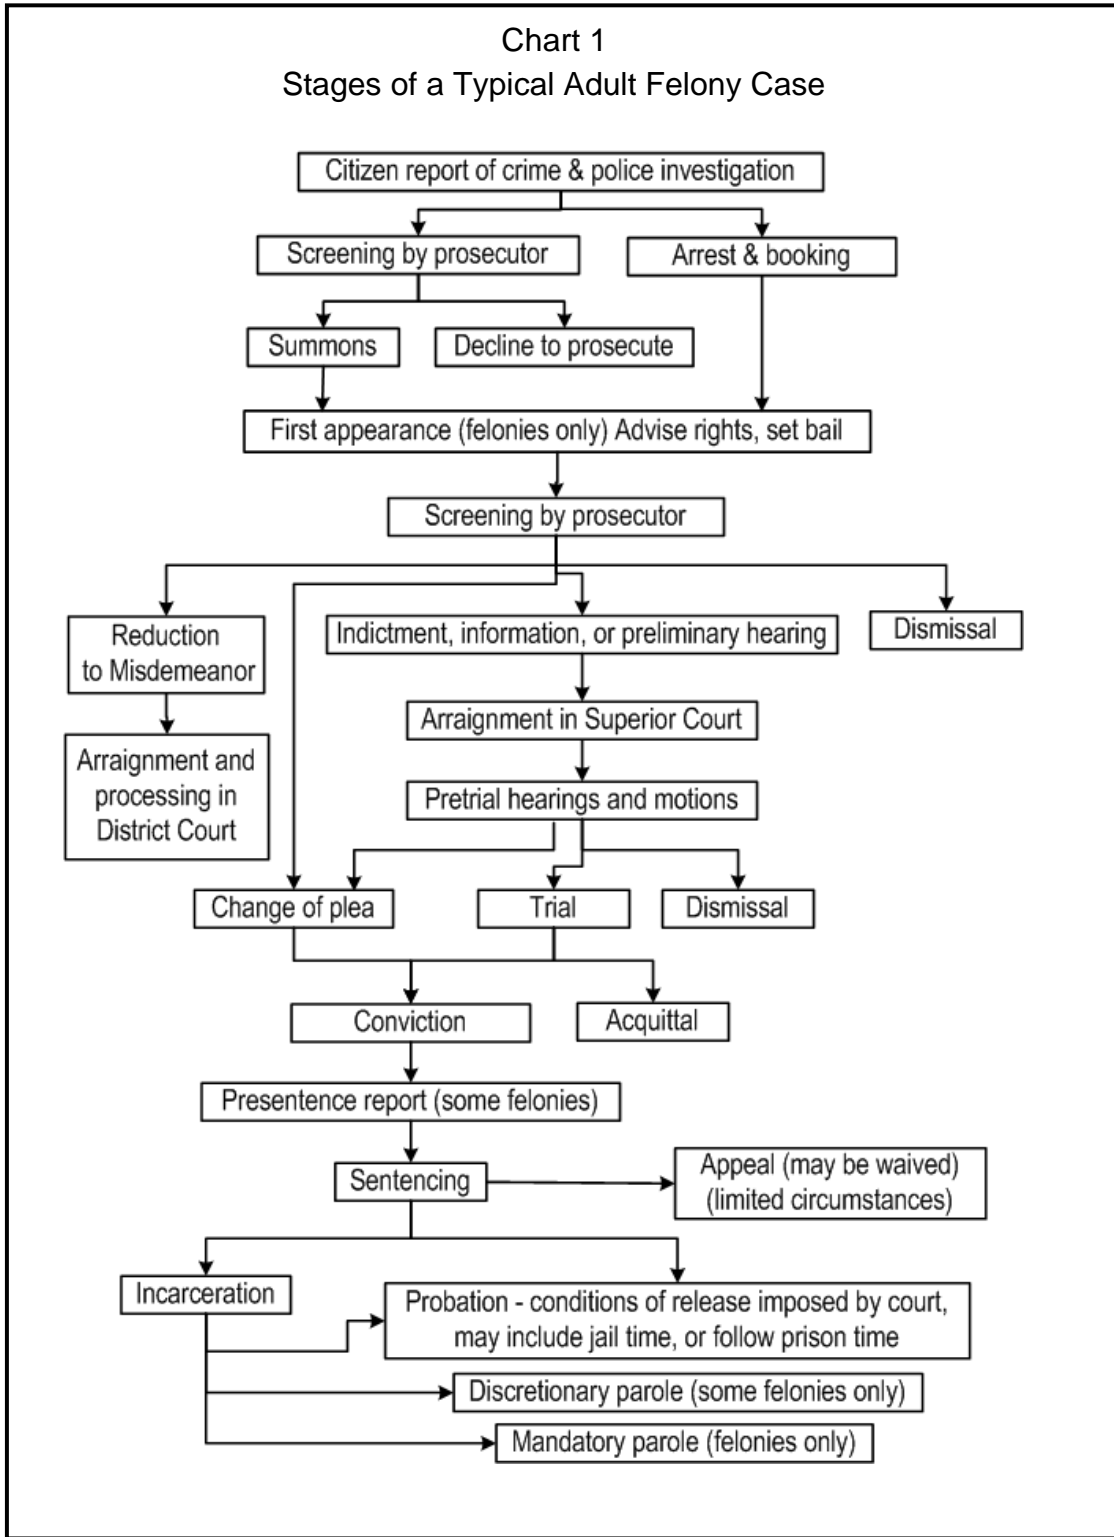 Chart 1
Stages of a Typical Adult Felony Case
Citizen report of crime & police investigation
Screening by prosecutor
Arrest & booking
Summons
Decline to prosecute
First appearance (felonies only) Advise rights, set bail
Screening by prosecutor
Reduction
to Misdemeanor
Indictment, information, or preliminary hearing
Dismissal
Arraignment in Superior Court
Arraignment and
processing in
District Court
Pretrial hearings and motions
Change of plea
Trial
Dismissal
Conviction
Acquittal
Presentence report (some felonies)
Sentencing
Appeal (may be waived)
(limited circumstances)
Incarceration
Probation - conditions of release imposed by court,
may include jail time, or follow prison time
Discretionary parole (some felonies only)
Mandatory parole (felonies only)